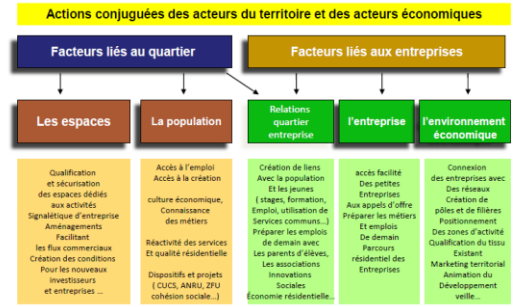 Actions conjuguées des acteurs du territoire et des acteurs économiques
Facteurs liés au quartier
Facteurs liés aux entreprises
Les espaces
La population
Relations
quartier
entreprise
l'entreprise
l'environnement
économique
Qualification
et sécurisation
des espaces dédiés
aux activités
Signalétique d'entreprise
Aménagements
Facilitant
les flux commerciaux
Création des conditions
Pour les nouveaux
investisseurs
et entreprises ...
Accès à l'emploi
Accès à la création
culture économique,
Connaissance
des métiers
Réactivité des services
Et qualité résidentielle
Dispositifs et projets
( CUCS, ANRU, ZFU
cohésion sociale...)
Création de liens
Avec la population
Et les jeunes
( stages, formation,
Emploi, utilisation de
Services communs...)
Préparer les emplois
de demain avec
Les parents d'élèves,
Les associations
Innovations
Sociales
Économie résidentielle...
accès facilité
Des petites
Entreprises
Aux appels d'offre
Préparer les métiers
Et emplois
De demain
Parcours
résidentiel des
Entreprises
Connexion
des entreprises avec
Des réseaux
Création de
pôles et de filières
Positionnement
Des zones d'activité
Qualification du tissu
Existant
Marketing territorial
Animation du
Développement
veille...